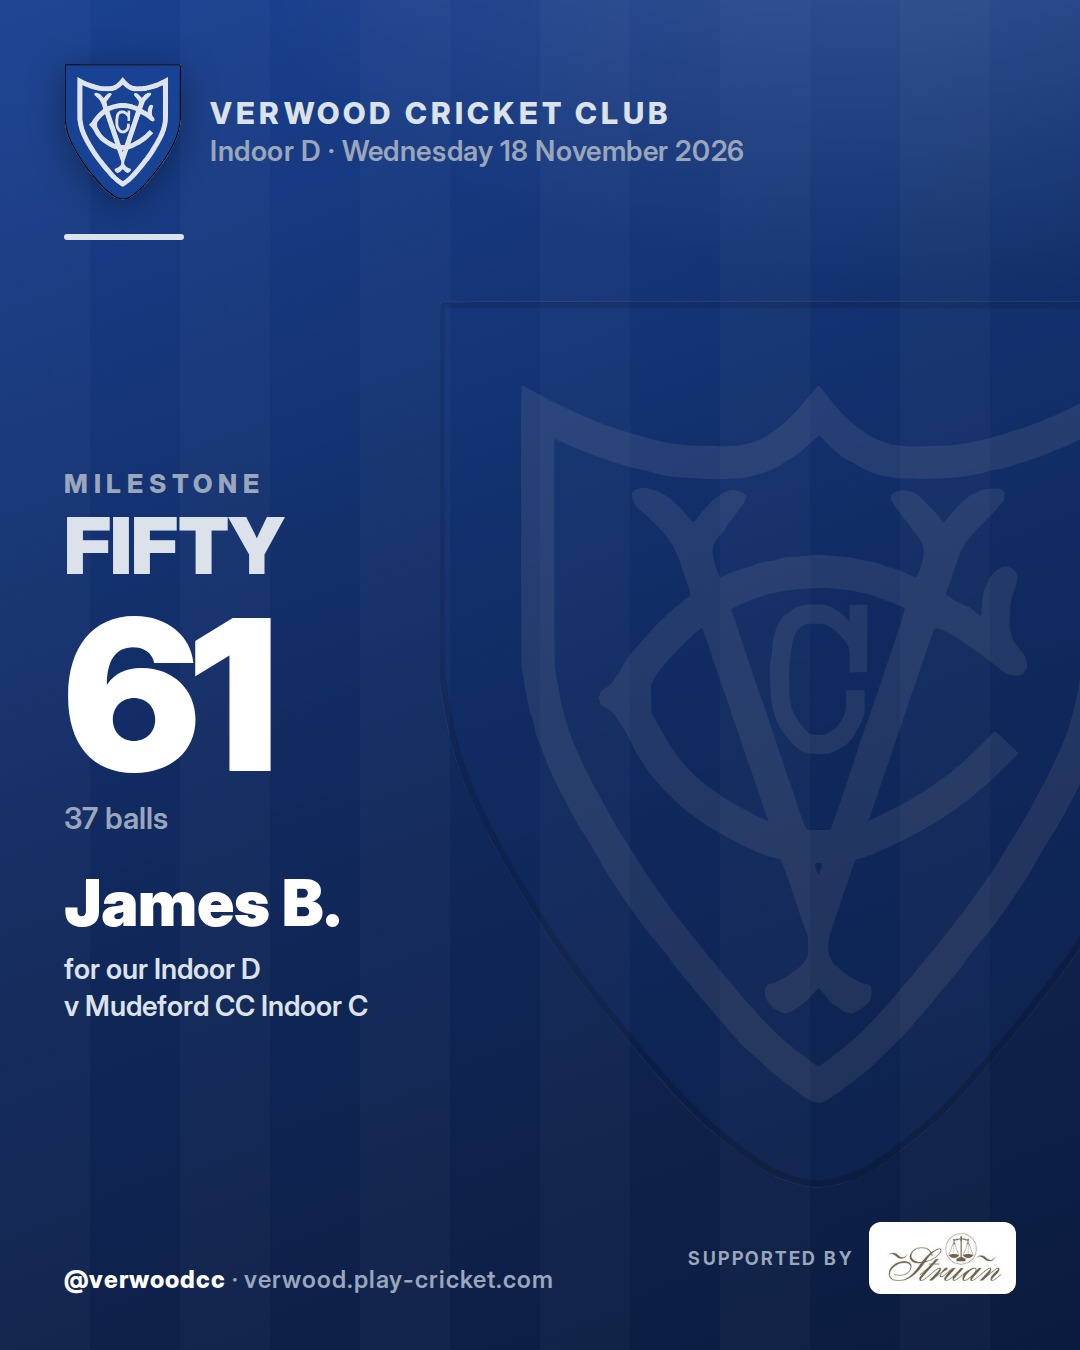 VERWOOD CRICKET CLUB
Indoor D · Wednesday 18 November 2026
MILESTONE
FIFTY
61
37 balls
James B.
for our Indoor D
v Mudeford CC Indoor C
@verwoodcc · verwood.play-cricket.com
SUPPORTED BY
Struan